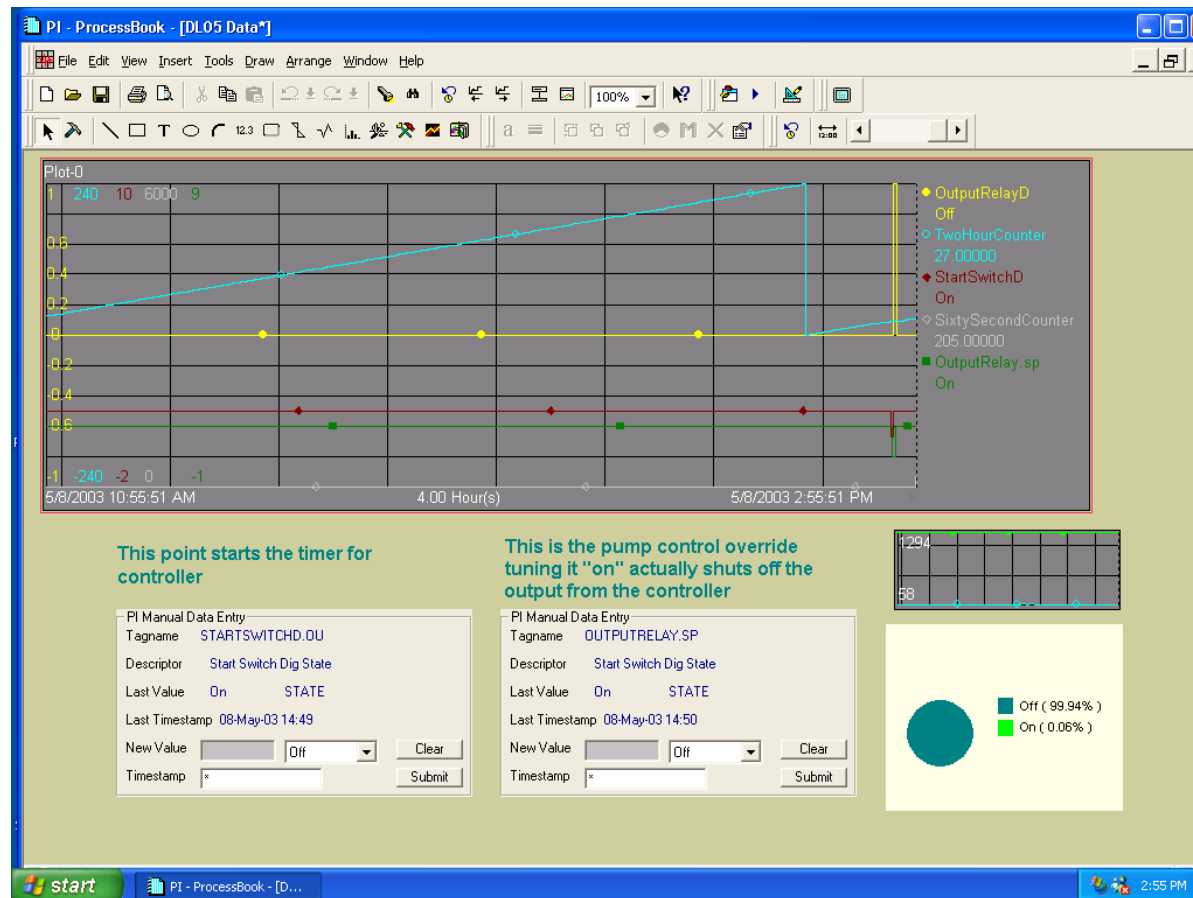 PI - ProcessBook - [DL05 Data*]
File Edit View Insert Tools Draw Arrange Window Help
100%
T 12.3
a
12:00
Plot-0
1 240 10 6000 9
0.6
0.4
0.2
-0
-0.2
-0.4
-0.6
-1 -240 -2 0 -1
5/8/2003 10:55:51 AM 4.00 Hour(s) 5/8/2003 2:55:51 PM
OutputRelayD
Off
TwoHourCounter
27.00000
StartSwitchD
On
SixtySecondCounter
205.00000
OutputRelay.sp
On
This point starts the timer for
controller
PI Manual Data Entry
Tagname STARTSWITCHD.OU
Descriptor Start Switch Dig State
Last Value On STATE
Last Timestamp 08-May-03 14:49
New Value Off Clear
Timestamp * Submit
This is the pump control override
tuning it "on" actually shuts off the
output from the controller
PI Manual Data Entry
Tagname OUTPUTRELAY.SP
Descriptor Start Switch Dig State
Last Value On STATE
Last Timestamp 08-May-03 14:50
New Value Off Clear
Timestamp * Submit
1294
58
Off ( 99.94% )
On ( 0.06% )
start PI - ProcessBook - [D... 2:55 PM